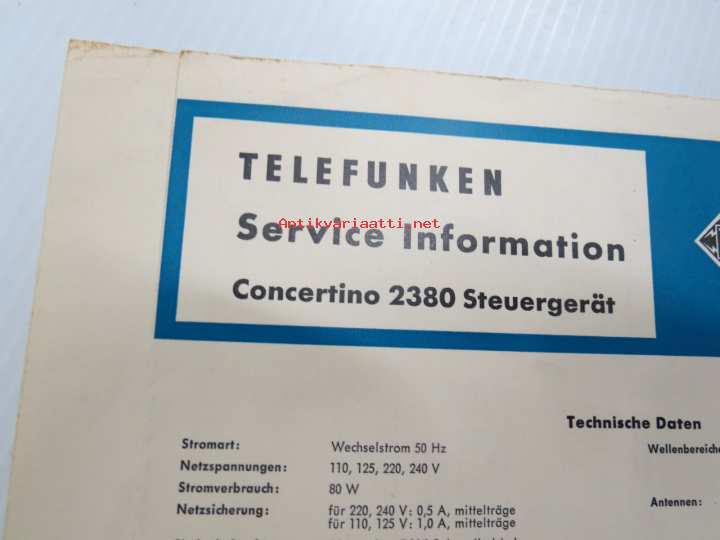 TELEFUNKEN
Antikvariaatti.net
Service Information
Concertino 2380 Steuergerät
Technische Daten
Stromart: Wechselstrom 50 Hz
Netzspannungen: 110, 125, 220, 240 V
Stromverbrauch: 80 W
Netzsicherung: für 220, 240 V: 0,5 A, mittelträge
für 110, 125 V: 1,0 A, mittelträge
Wellenbereiche
Antennen: